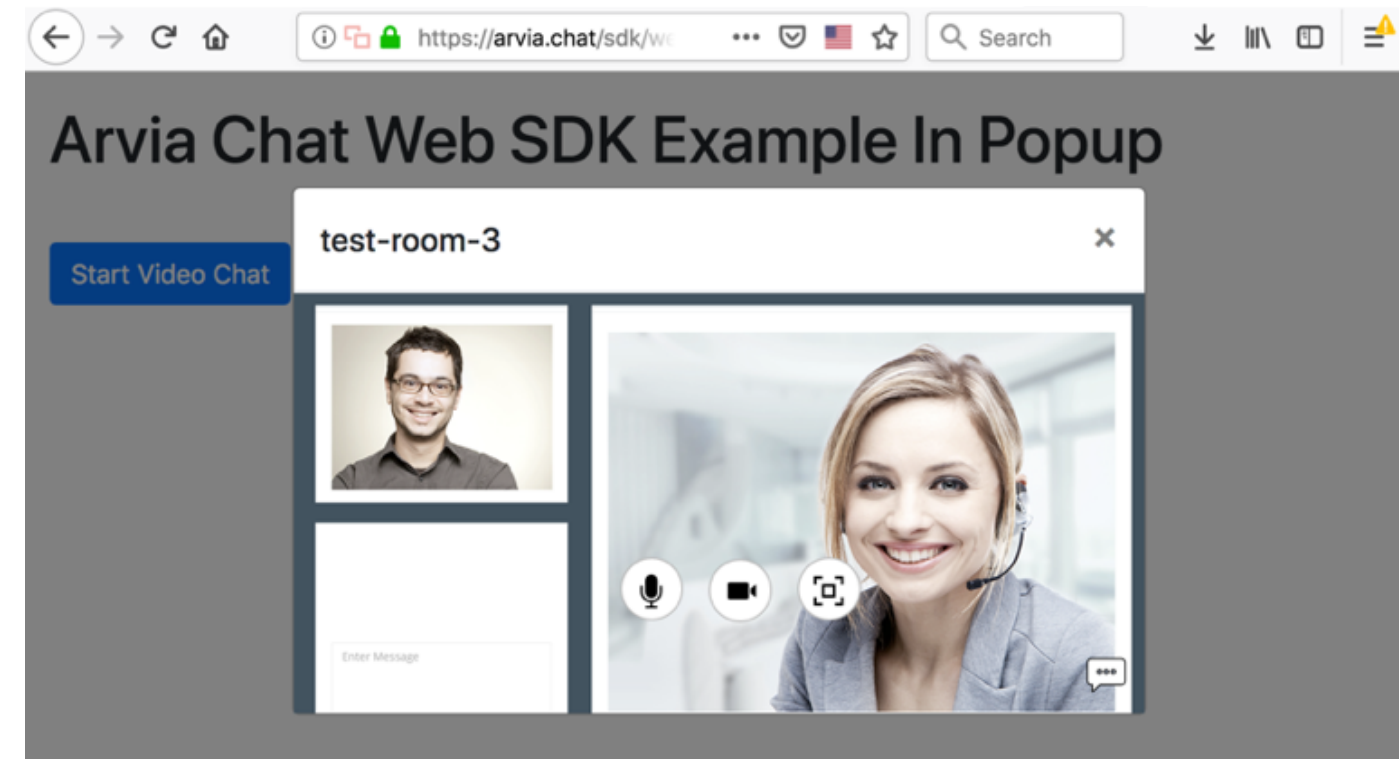 https://arvia.chat/sdk/we
Search
Arvia Chat Web SDK Example In Popup
Start Video Chat
test-room-3
Enter Message